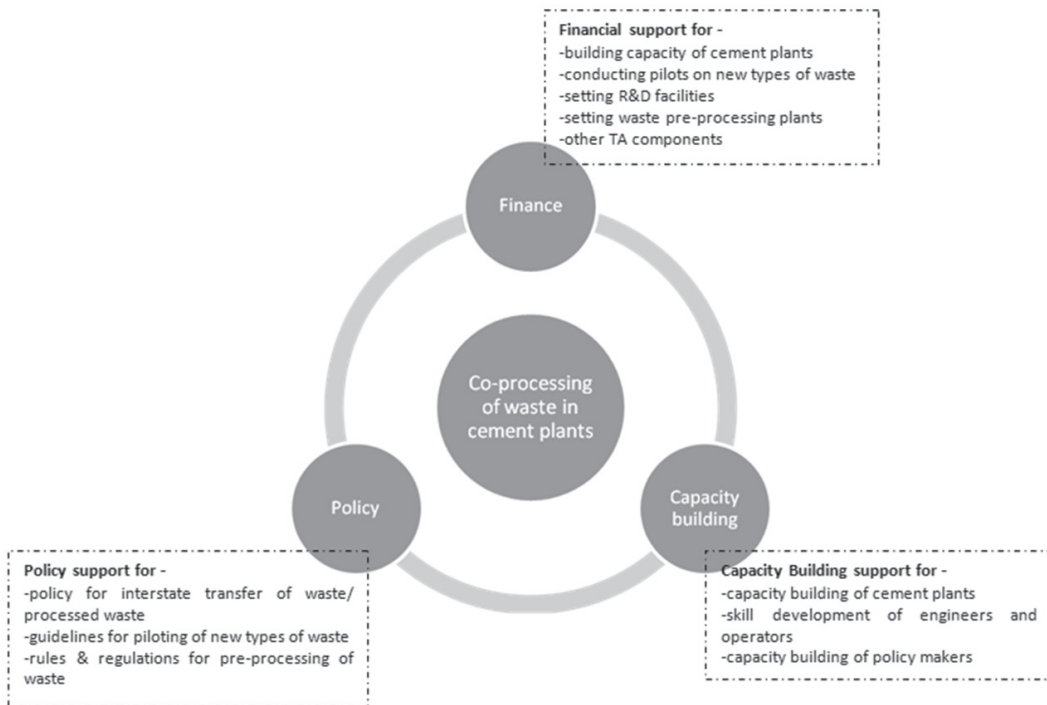 Financial support for -
-building capacity of cement plants
-conducting pilots on new types of waste
-setting R&D facilities
-setting waste pre-processing plants
-other TA components
Finance
Co-processing
of waste in
cement plants
Policy
Capacity
building
Policy support for -
-policy for interstate transfer of waste/
processed waste
-guidelines for piloting of new types of waste
-rules & regulations for pre-processing of
waste
Capacity Building support for -
-capacity building of cement plants
-skill development of engineers and
operators
-capacity building of policy makers